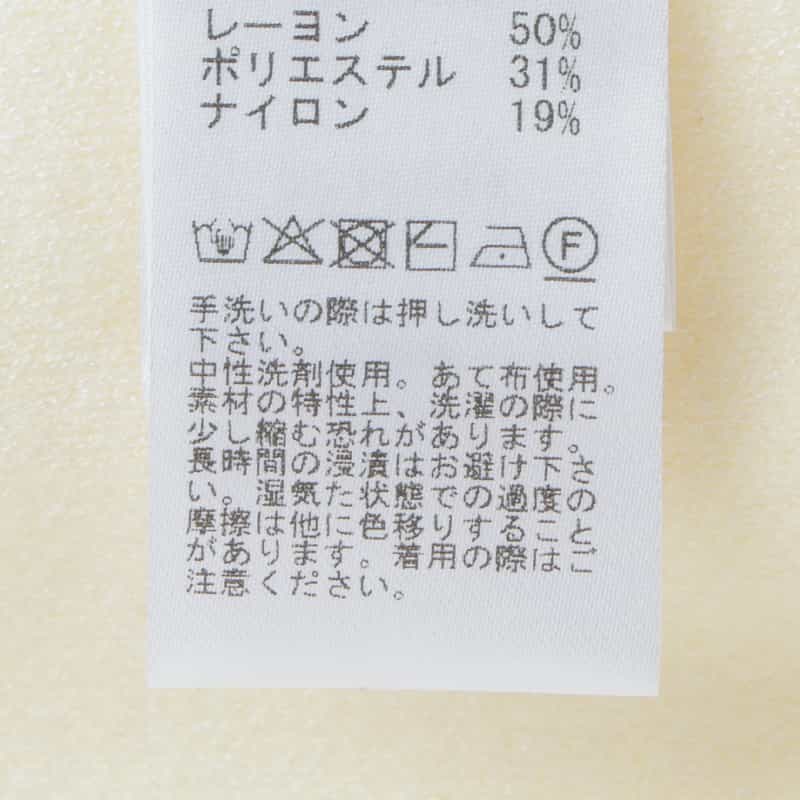 レーヨン 50%
ポリエステル 31%
ナイロン 19%
F
手洗いの際は押し洗いして
下さい。
中性洗剤使用。あて布使用。
素材の特性上、洗濯の際に
少し縮む恐れがあります。
長時間の浸漬はお避け下さ
い。湿気た状態での過度の
摩擦は他に色移りすること
があります。着用の際はご
注意ください。